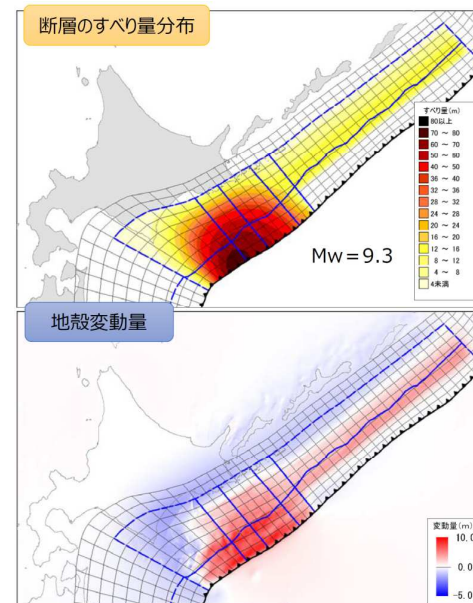 断層のすべり量分布
すべり量(m)
80以上
70 ～ 80
60 ～ 70
50 ～ 60
40 ～ 50
36 ～ 40
32 ～ 36
28 ～ 32
24 ～ 28
20 ～ 24
16 ～ 20
12 ～ 16
8 ～ 12
4 ～ 8
4未満
Mw＝9.3
地殻変動量
変動量(m)
10.0
0.0
-5.0